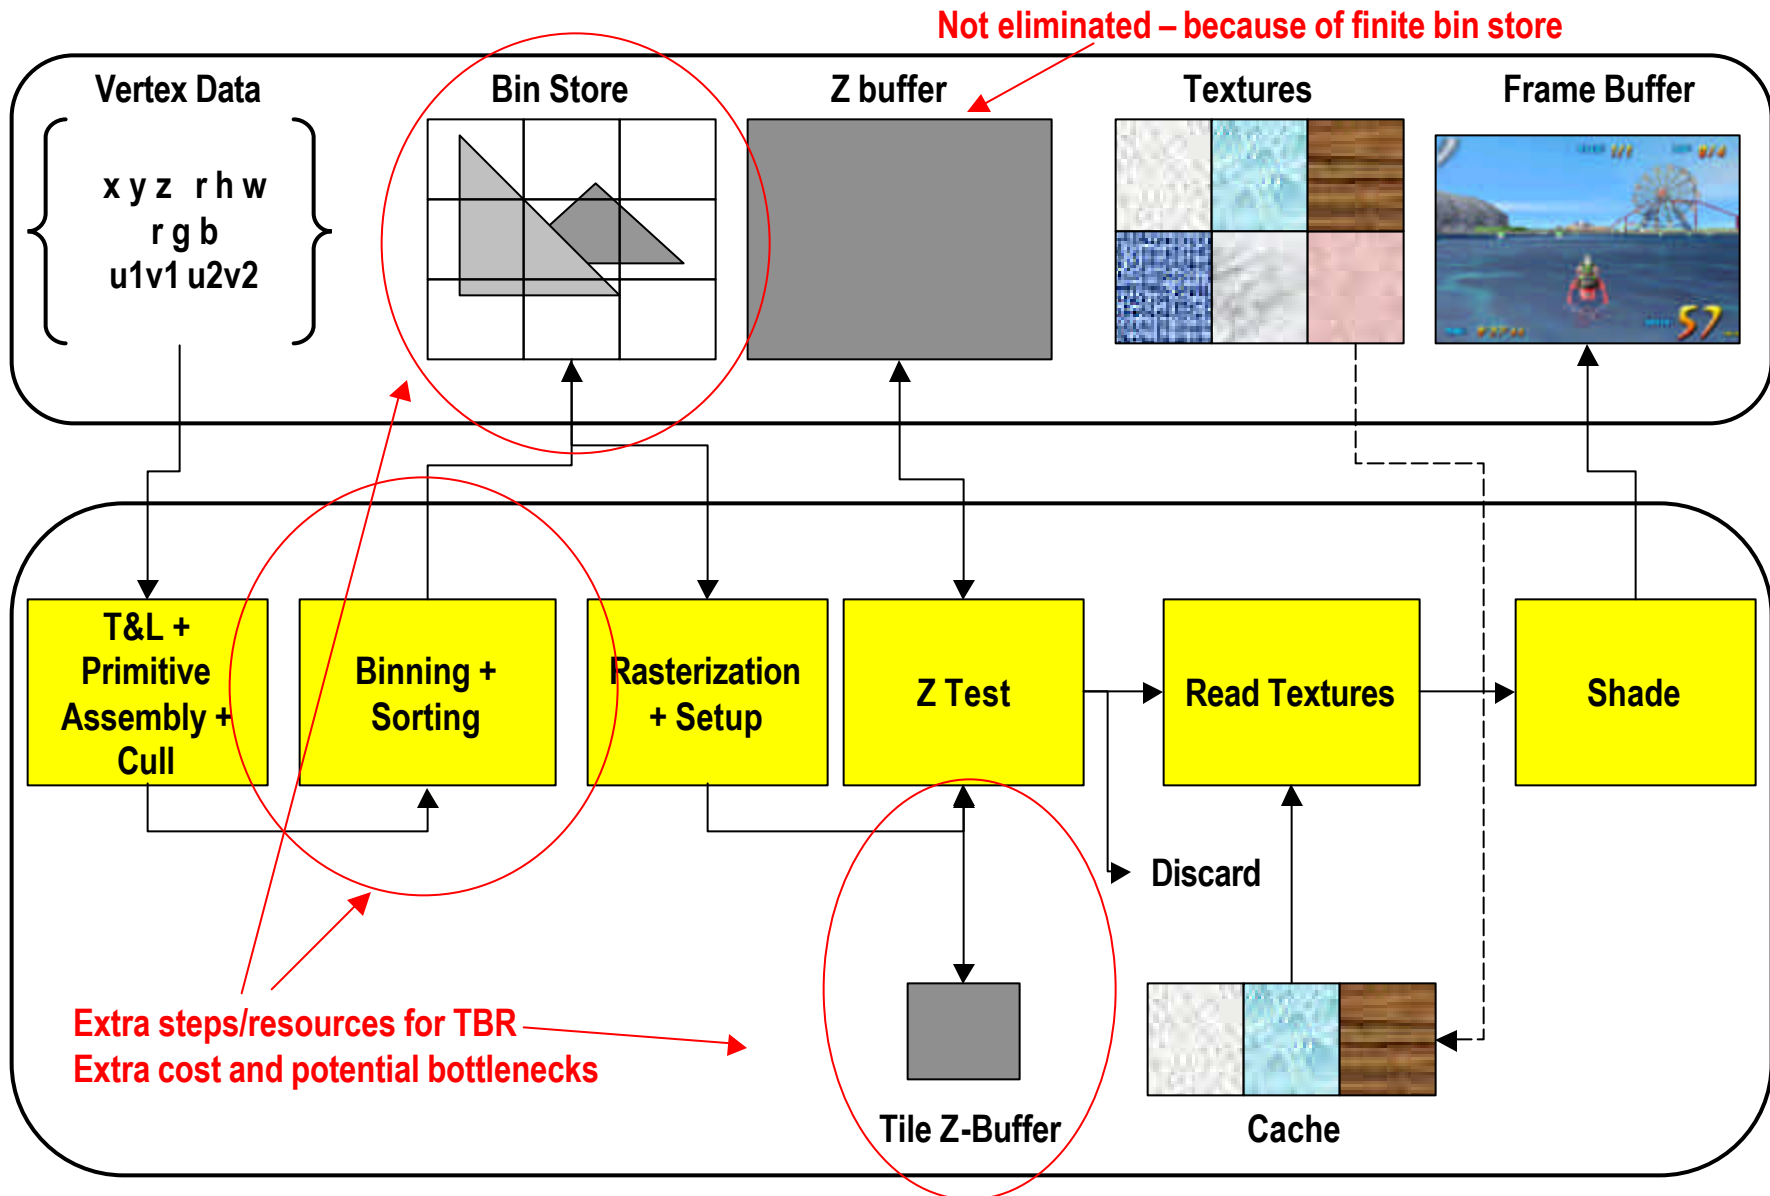 Not eliminated – because of finite bin store
Vertex Data
Bin Store
Z buffer
Textures
Frame Buffer
x y z r h w
r g b
u1v1 u2v2
57
T&L +
Primitive
Assembly +
Cull
Binning +
Sorting
Rasterization
+ Setup
Z Test
Read Textures
Shade
Discard
Extra steps/resources for TBR
Extra cost and potential bottlenecks
Tile Z-Buffer
Cache